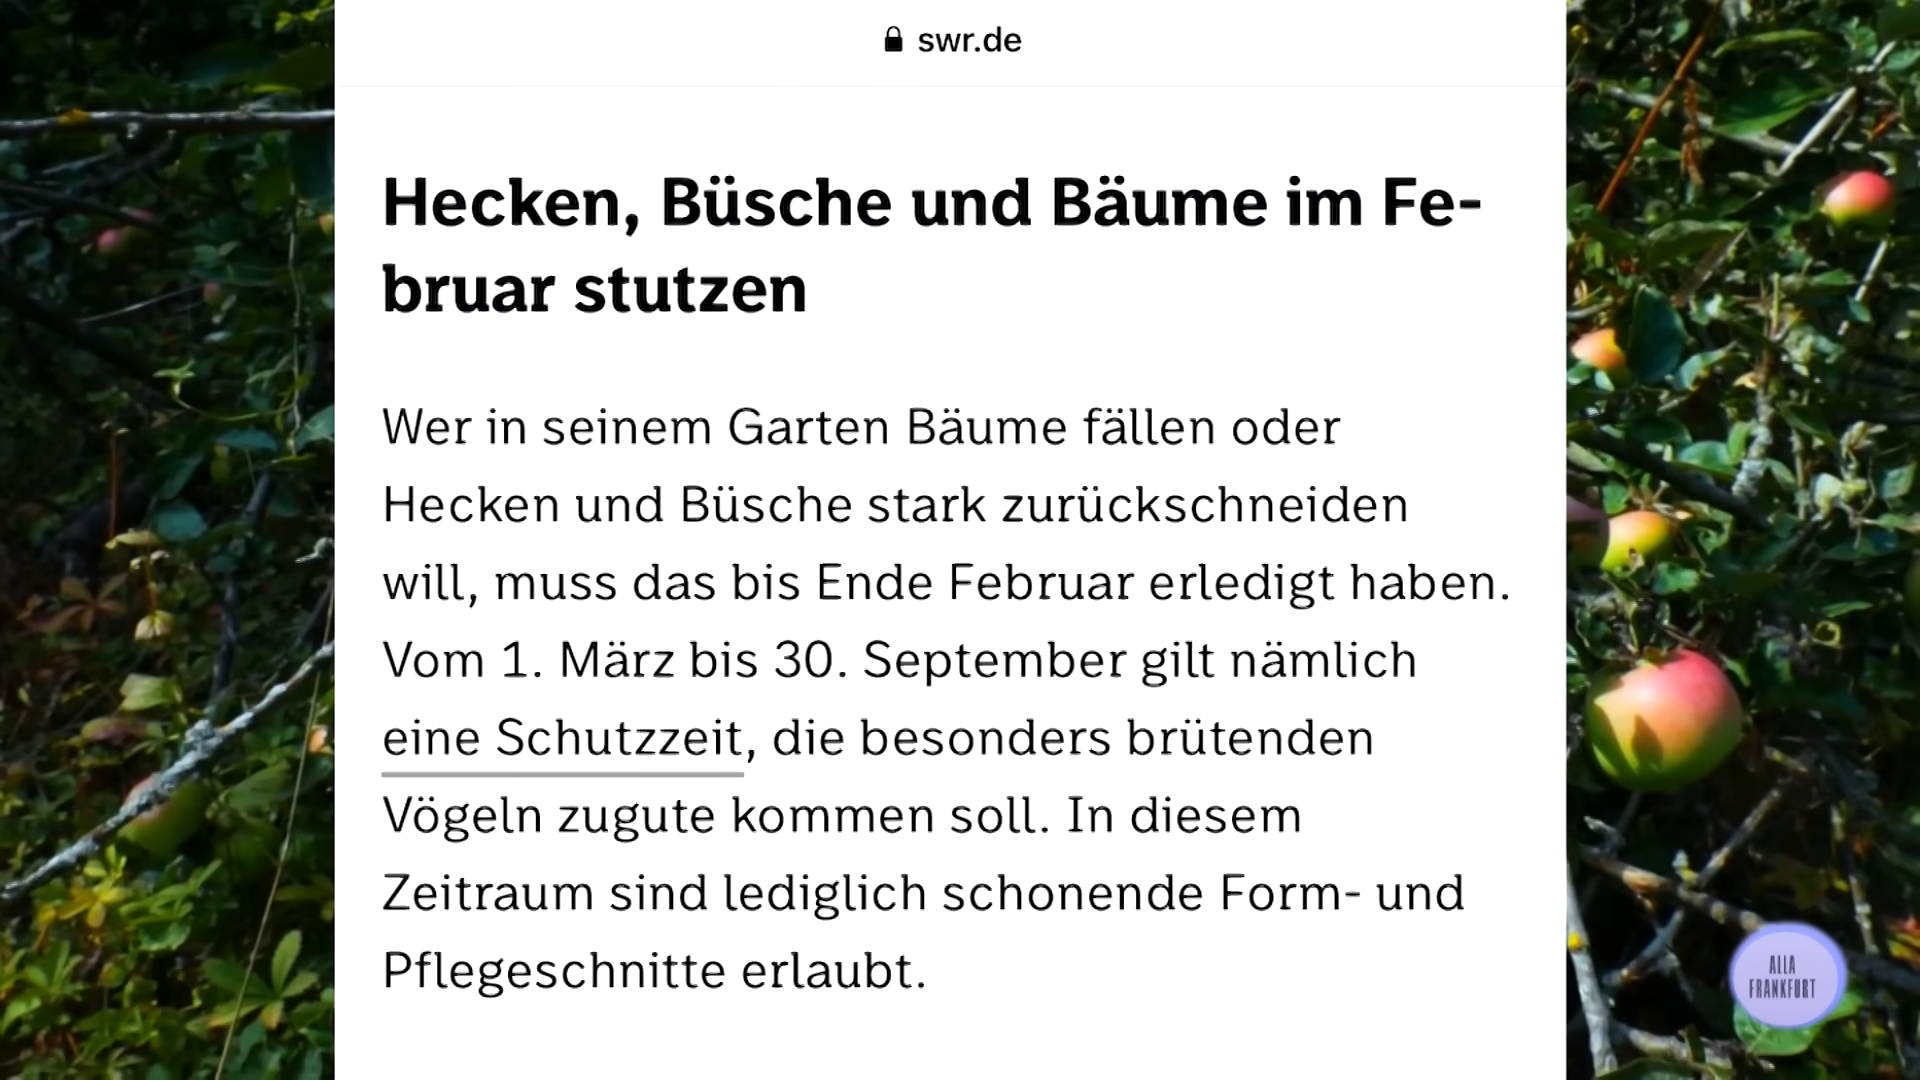 swr.de
Hecken, Büsche und Bäume im Fe-
bruar stutzen
Wer in seinem Garten Bäume fällen oder
Hecken und Büsche stark zurückschneiden
will, muss das bis Ende Februar erledigt haben.
Vom 1. März bis 30. September gilt nämlich
eine Schutzzeit, die besonders brütenden
Vögeln zugute kommen soll. In diesem
Zeitraum sind lediglich schonende Form- und
Pflegeschnitte erlaubt.
ALLA
FRANKFURT